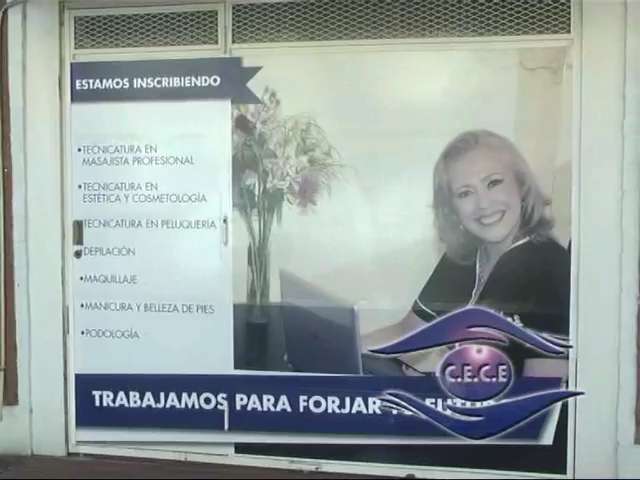 ESTAMOS INSCRIBIENDO
•TECNICATURA EN
MASAJISTA PROFESIONAL
•TECNICATURA EN
ESTÉTICA Y COSMETOLOGÍA
TECNICATURA EN PELUQUERÍA
•DEPILACIÓN
•MAQUILLAJE
•MANICURA Y BELLEZA DE PIES
•PODOLOGÍA
C.E.C.E
TRABAJAMOS PARA FORJAR